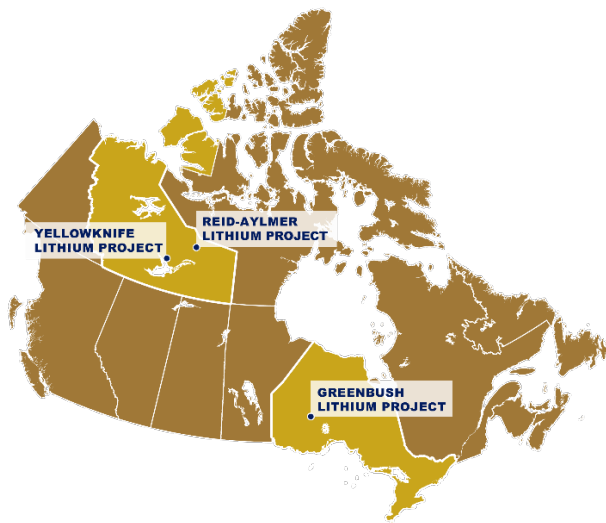 REID-AYLMER
LITHIUM PROJECT
YELLOWKNIFE
LITHIUM PROJECT
GREENBUSH
LITHIUM PROJECT